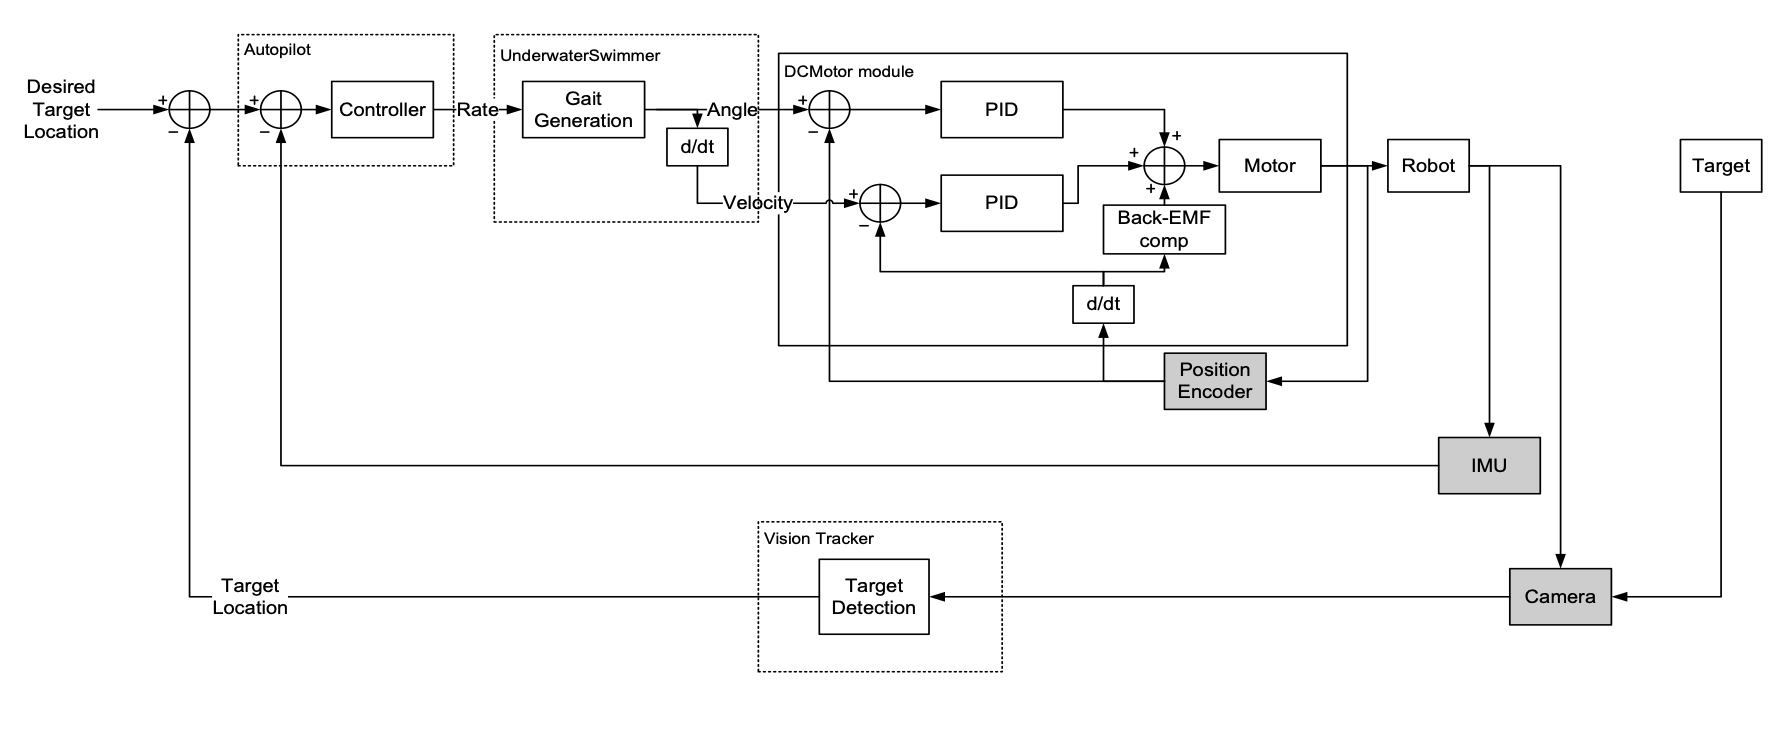 Autopilot
UnderwaterSwimmer
DCMotor module
Desired
Target
Location
+
−
+
−
Controller
Rate
Gait
Generation
d/dt
Angle
Velocity
+
−
PID
+
−
PID
+
+
+
Motor
Robot
Target
Back-EMF
comp
d/dt
Position
Encoder
IMU
Vision Tracker
Target
Location
Target
Detection
Camera